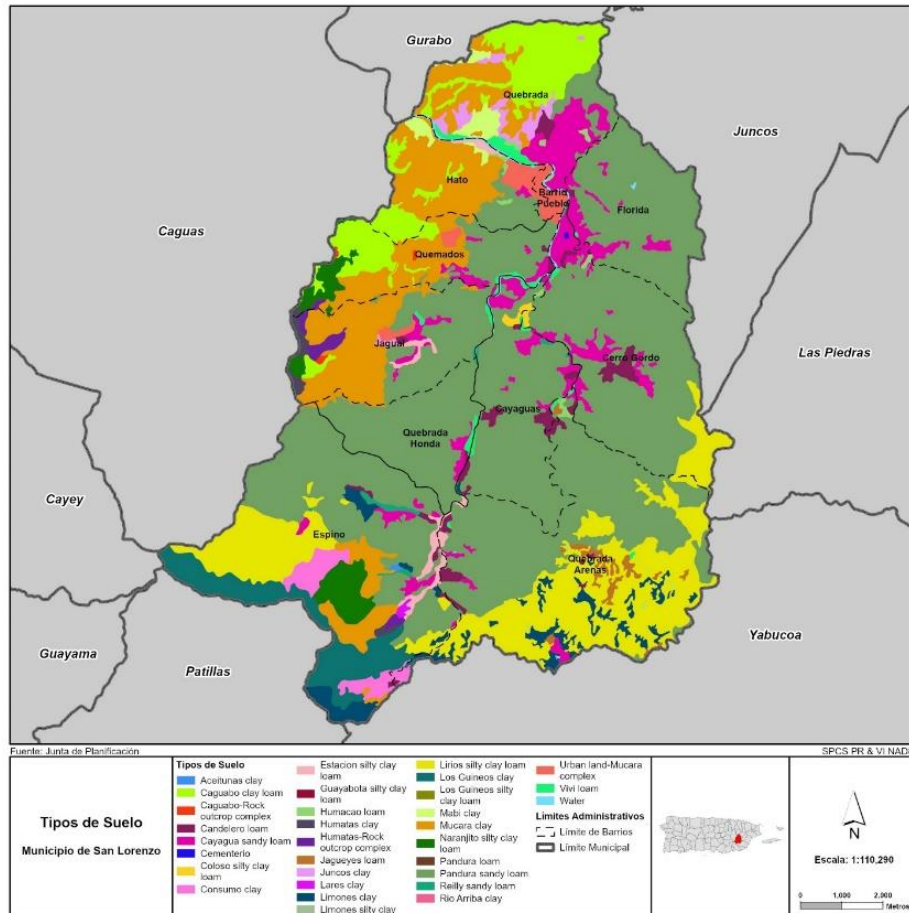 Gurabo
Quebrada
Juncos
Hato
Barrio
Pueblo
Florida
Caguas
Quemados
Las Piedras
Jagual
Cerro Gordo
Cayaguas
Quebrada
Honda
Cayey
Espino
Quebrada
Arenas
Yabucoa
Guayama
Patillas
Fuente: Junta de Planificación
SPCS PR & VI NAD8
Tipos de Suelo
Municipio de San Lorenzo
Tipos de Suelo
Aceitunas clay
Caguabo clay loam
Caguabo-Rock
outcrop complex
Candelero loam
Cayagua sandy loam
Cementerio
Coloso silty clay
loam
Consumo clay
Estacion silty clay
loam
Guayabota silty clay
loam
Humacao loam
Humatas clay
Humatas-Rock
outcrop complex
Jagueyes loam
Juncos clay
Lares clay
Limones clay
Limones silty clay
Lirios silty clay loam
Los Guineos clay
Los Guineos silty
clay loam
Mabi clay
Mucara clay
Naranjito silty clay
loam
Pandura loam
Pandura sandy loam
Reilly sandy loam
Rio Arriba clay
Urban land-Mucara
complex
Vivi loam
Water
Límites Administrativos
Límite de Barrios
Límite Municipal
N
Escala: 1:110,290
0 1,000 2,000
Metros